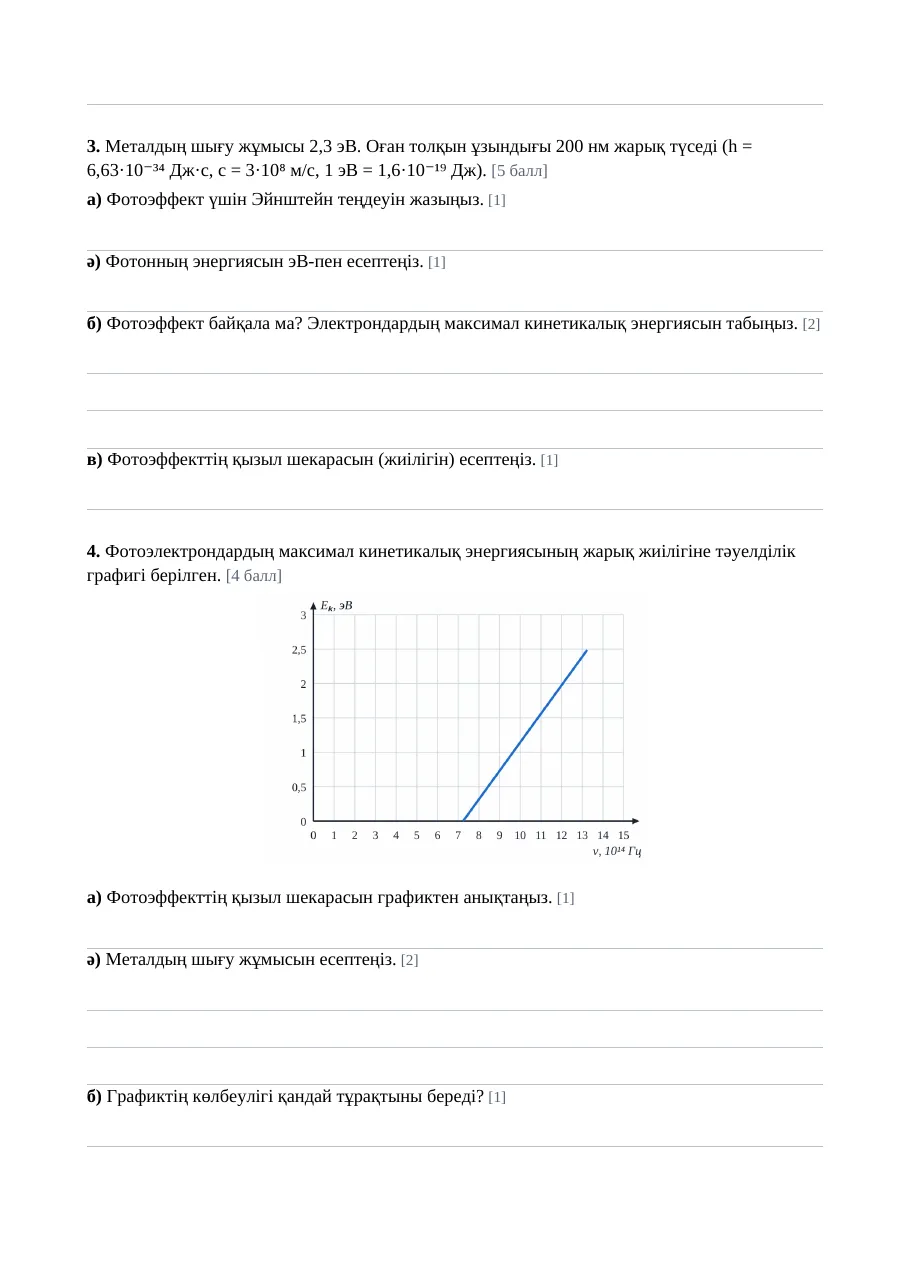 3. Металдың шығу жұмысы 2,3 эВ. Оған толқын ұзындығы 200 нм жарық түседі (h =
6,63·10⁻³⁴ Дж·с, c = 3·10⁸ м/с, 1 эВ = 1,6·10⁻¹⁹ Дж). [5 балл]
а) Фотоэффект үшін Эйнштейн теңдеуін жазыңыз. [1]
ә) Фотонның энергиясын эВ-пен есептеңіз. [1]
б) Фотоэффект байқала ма? Электрондардың максимал кинетикалық энергиясын табыңыз. [2]
в) Фотоэффекттің қызыл шекарасын (жиілігін) есептеңіз. [1]
4. Фотоэлектрондардың максимал кинетикалық энергиясының жарық жиілігіне тәуелділік
графигі берілген. [4 балл]
Eₖ, эВ
3
2,5
2
1,5
1
0,5
0
0 1 2 3 4 5 6 7 8 9 10 11 12 13 14 15
ν, 10¹⁴ Гц
а) Фотоэффекттің қызыл шекарасын графиктен анықтаңыз. [1]
ә) Металдың шығу жұмысын есептеңіз. [2]
б) Графиктің көлбеулігі қандай тұрақтыны береді? [1]